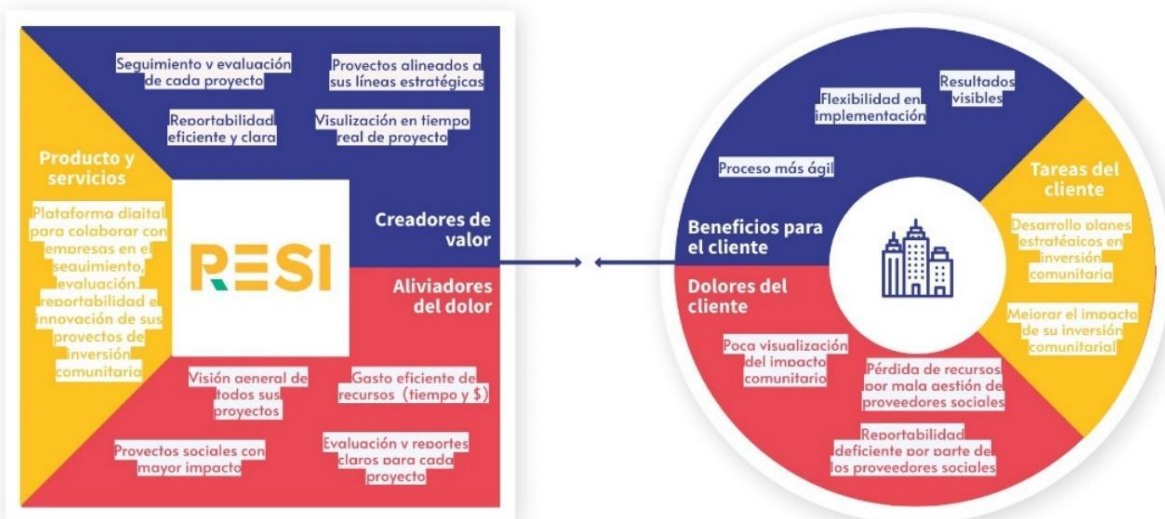 Seguimiento y evaluación
de cada proyecto
Proyectos alineados a
sus líneas estratégicas
Reportabilidad
eficiente y clara
Visulización en tiempo
real de proyecto
Producto y
servicios
Plataforma digital
para colaborar con
empresas en el
seguimiento,
evaluación,
reportabilidad e
innovación de sus
proyectos de
inversión
comunitaria
RESI
Creadores de
valor
Aliviadores
del dolor
Visión general de
todos sus
proyectos
Gasto eficiente de
recursos (tiempo y $)
Proyectos sociales con
mayor impacto
Evaluación y reportes
claros para cada
proyecto
Resultados
visibles
Flexibilidad en
implementación
Proceso más ágil
Beneficios para
el cliente
Tareas del
cliente
Desarrollo planes
estratégicos en
inversión
comunitaria
Mejorar el impacto
de su inversión
comunitarial
Dolores del
cliente
Poca visualización
del impacto
comunitario
Pérdida de recursos
por mala gestión de
proveedores sociales
Reportabilidad
deficiente por parte de
los proveedores sociales